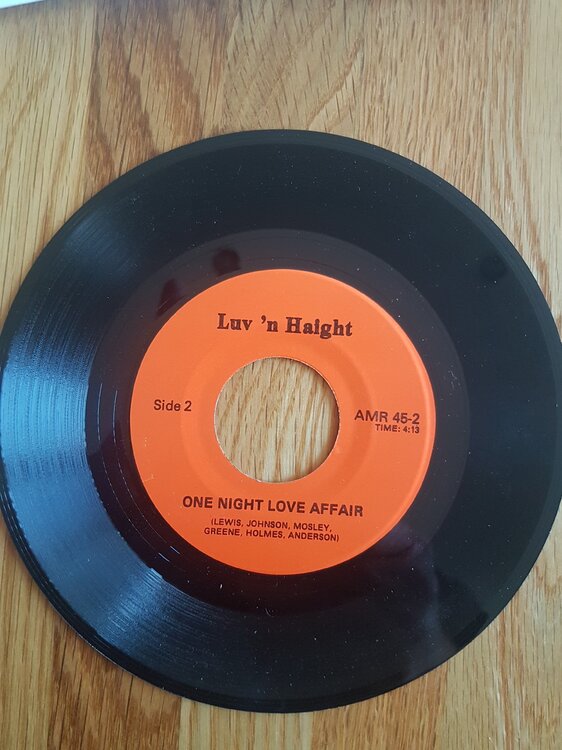 Luv 'n Haight
Side 2
AMR 45-2
TIME: 4:13
ONE NIGHT LOVE AFFAIR
(LEWIS, JOHNSON, MOSLEY,
GREENE, HOLMES, ANDERSON)